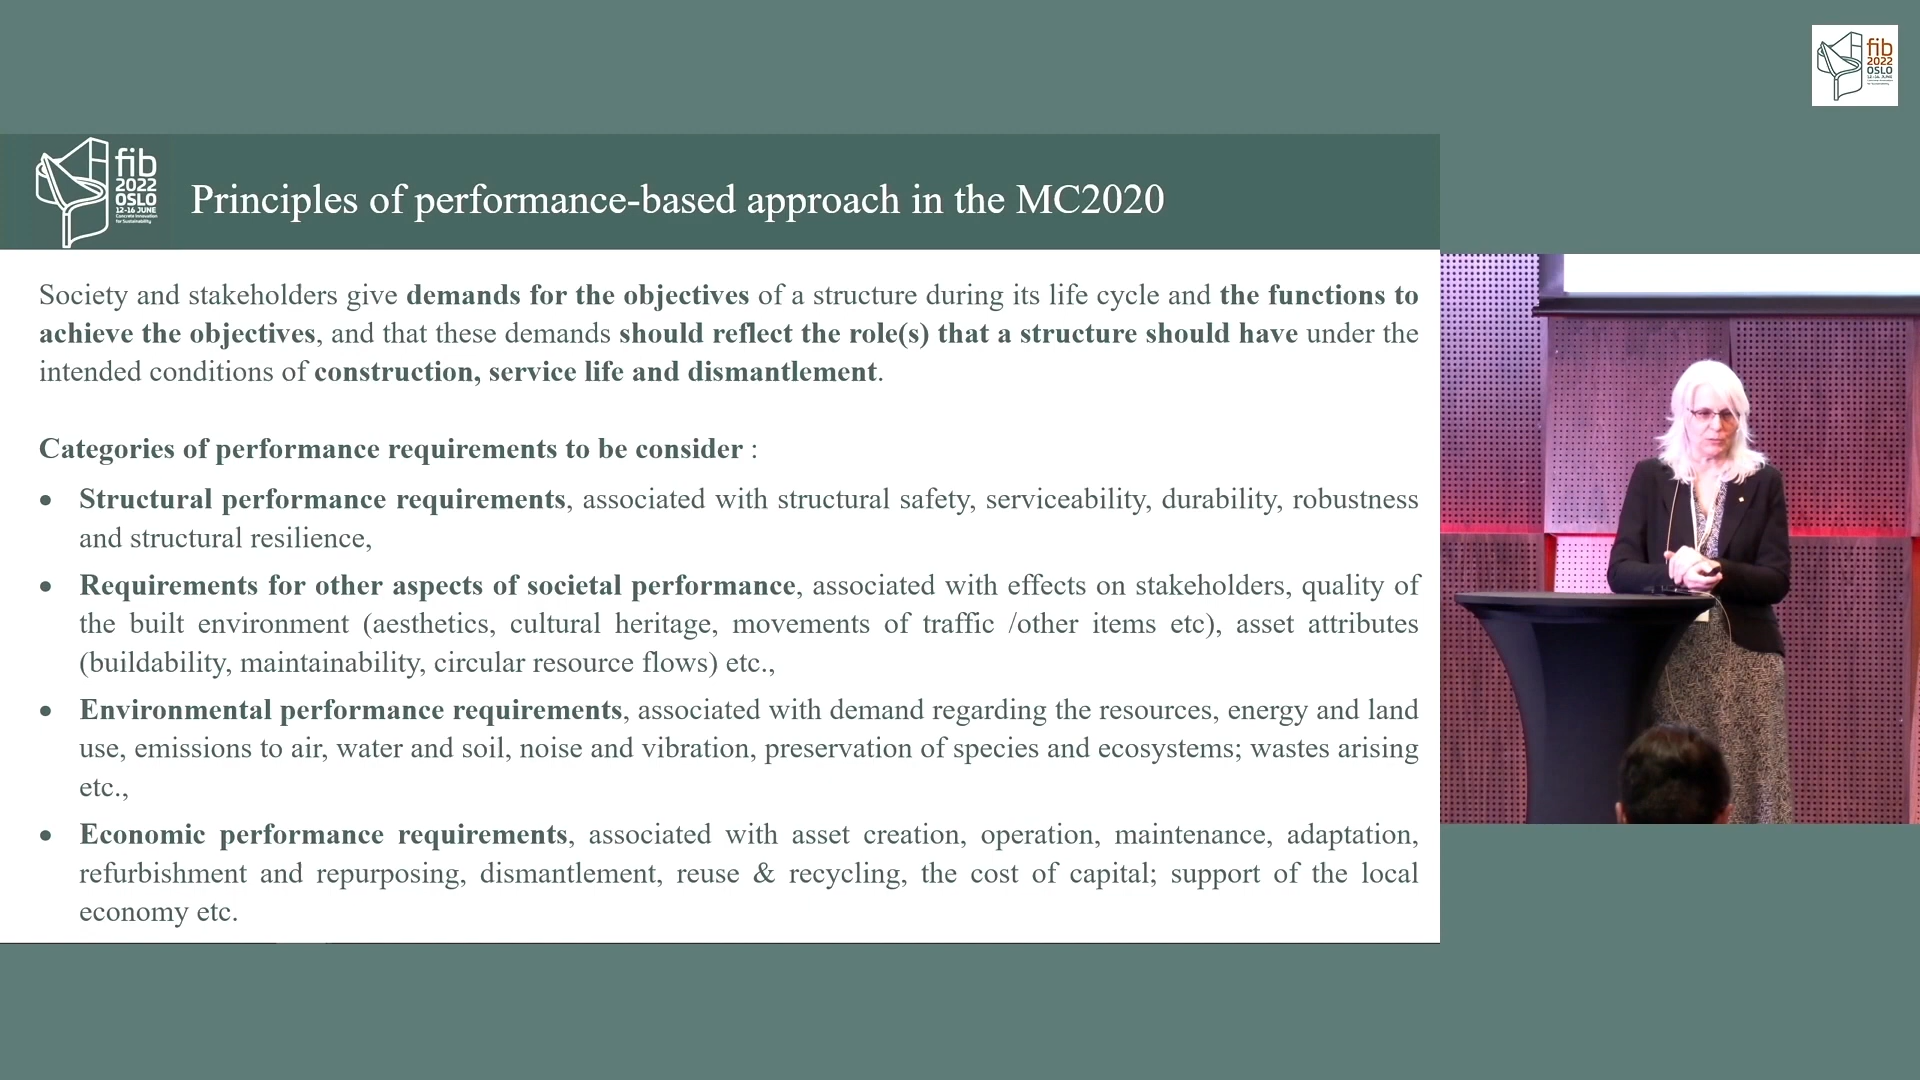 fib
2022
OSLO
12-16 JUNE
fib
2022
OSLO
12-16 JUNE
Concrete Innovation
for Sustainability
Principles of performance-based approach in the MC2020
Society and stakeholders give demands for the objectives of a structure during its life cycle and the functions to
achieve the objectives, and that these demands should reflect the role(s) that a structure should have under the
intended conditions of construction, service life and dismantlement.
Categories of performance requirements to be consider :
• Structural performance requirements, associated with structural safety, serviceability, durability, robustness
and structural resilience,
• Requirements for other aspects of societal performance, associated with effects on stakeholders, quality of
the built environment (aesthetics, cultural heritage, movements of traffic /other items etc), asset attributes
(buildability, maintainability, circular resource flows) etc.,
• Environmental performance requirements, associated with demand regarding the resources, energy and land
use, emissions to air, water and soil, noise and vibration, preservation of species and ecosystems; wastes arising
etc.,
• Economic performance requirements, associated with asset creation, operation, maintenance, adaptation,
refurbishment and repurposing, dismantlement, reuse & recycling, the cost of capital; support of the local
economy etc.